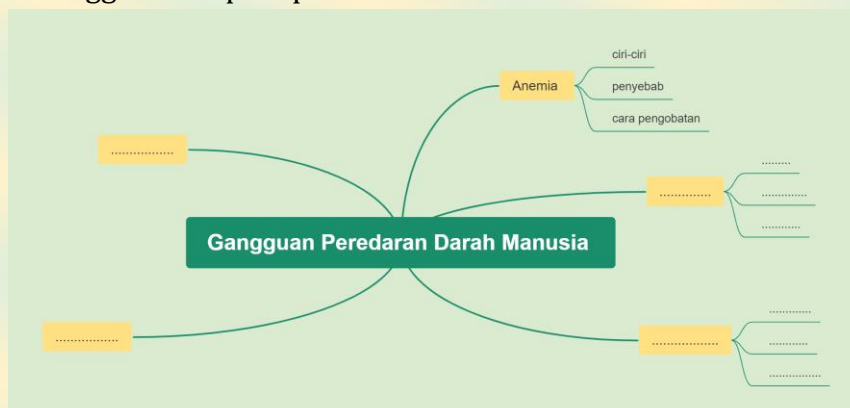 ciri-ciri
Anemia
penyebab
cara pengobatan
................
.........
..............
.............
............
Gangguan Peredaran Darah Manusia
.............
.................
............
................
................